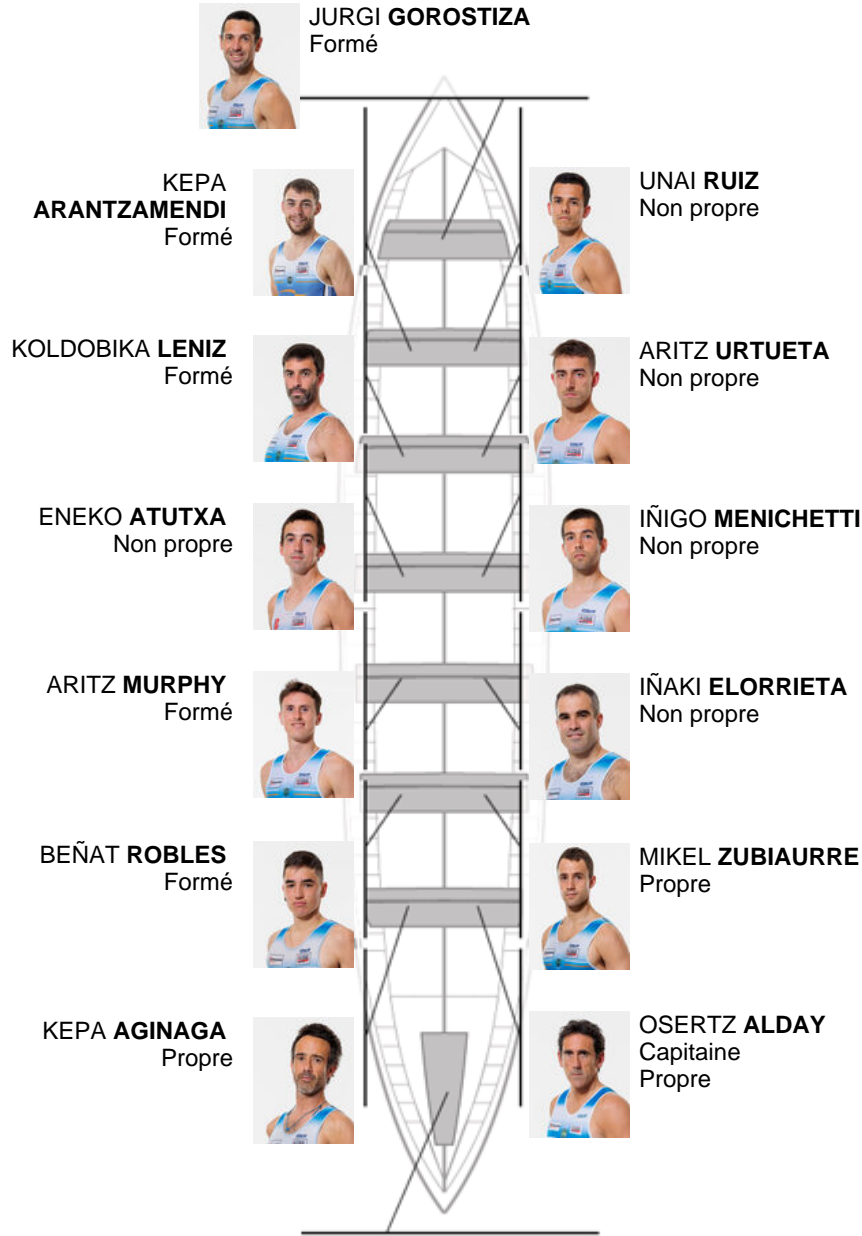 JURGI GOROSTIZA
Formé
KEPA
ARANTZAMENDI
Formé
UNAI RUIZ
Non propre
KOLDOBIKA LENIZ
Formé
ARITZ URTUETA
Non propre
ENEKO ATUTXA
Non propre
IÑIGO MENICHETTI
Non propre
ARITZ MURPHY
Formé
IÑAKI ELORRIETA
Non propre
BEÑAT ROBLES
Formé
MIKEL ZUBIAURRE
Propre
KEPA AGINAGA
Propre
OSERTZ ALDAY
Capitaine
Propre